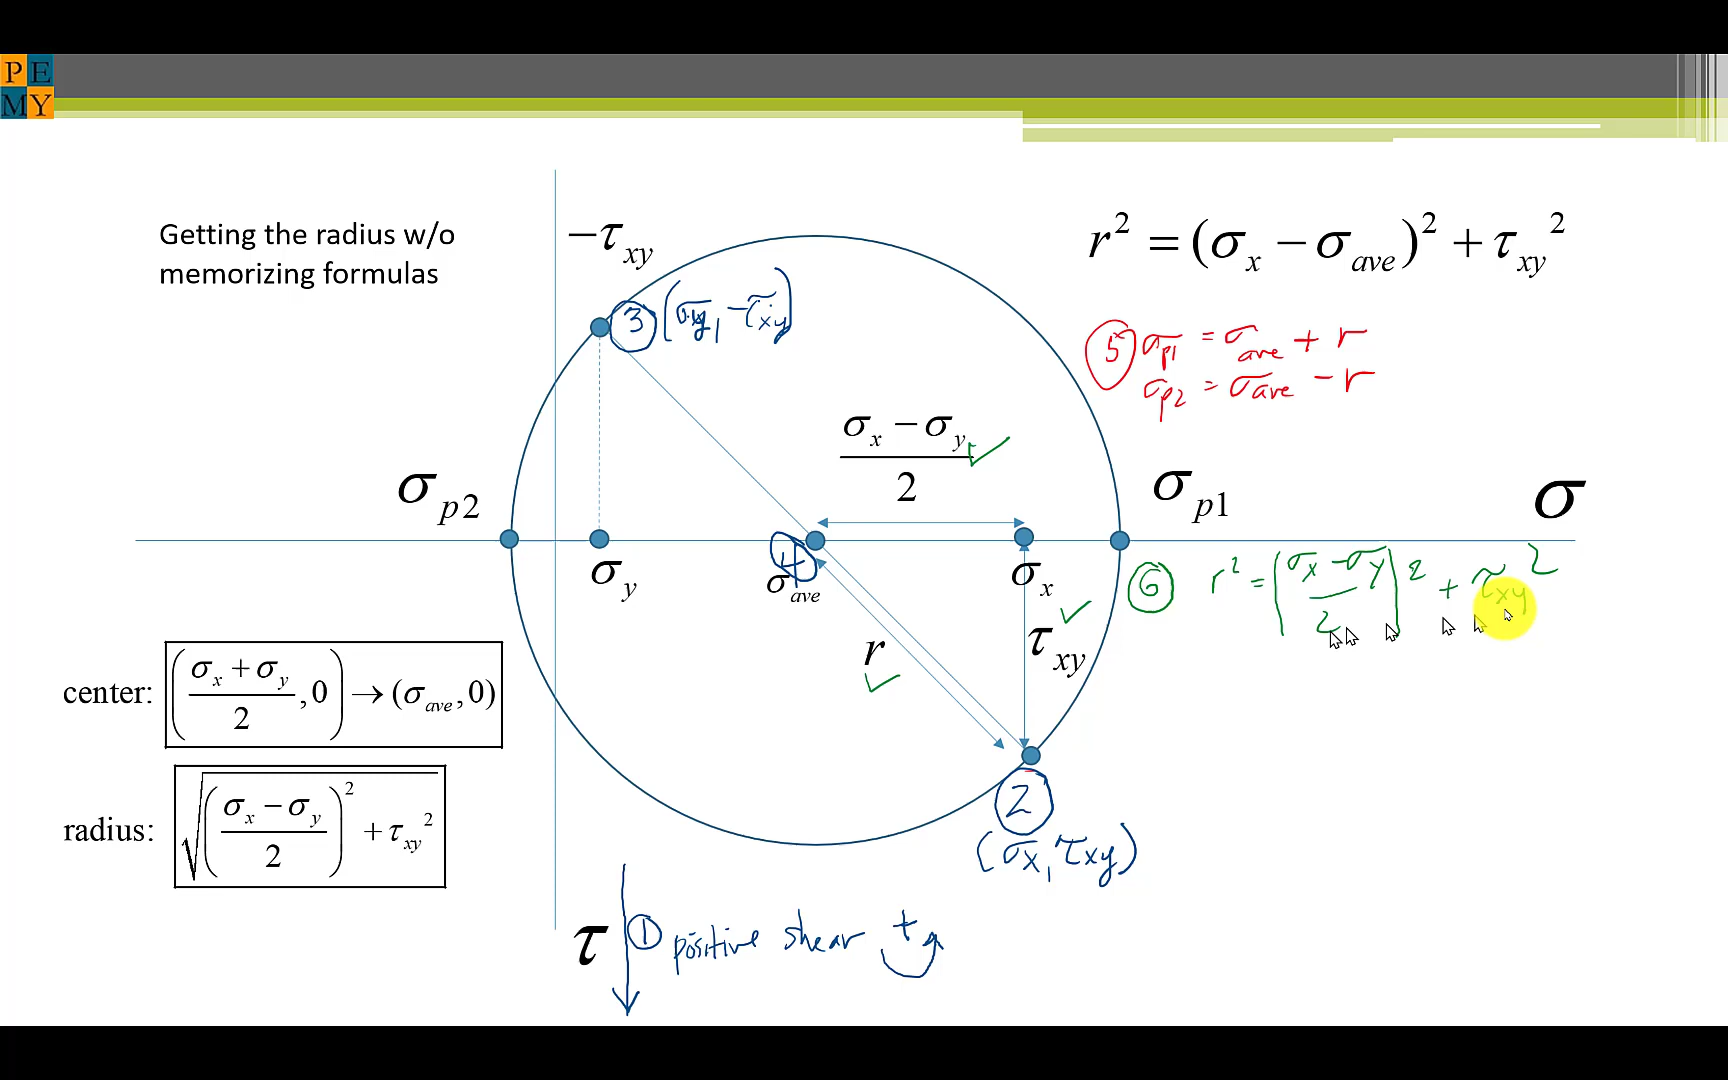 P E
M Y
Getting the radius w/o
memorizing formulas
−τxy
r² = (σx − σave)² + τxy²
③ (σy, −τxy)
⑤ σp1 = σave + r
σp2 = σave − r
(σx − σy)/2 ✓
σp2
σp1
σ
σy
④
σave
σx
⑥ r² = ((σx − σy)/2)² + τxy²
τxy ✓
r ✓
center: ((σx + σy)/2, 0) → (σave, 0)
radius: √(((σx − σy)/2)² + τxy²)
②
(σx, τxy)
τ
① positive shear +